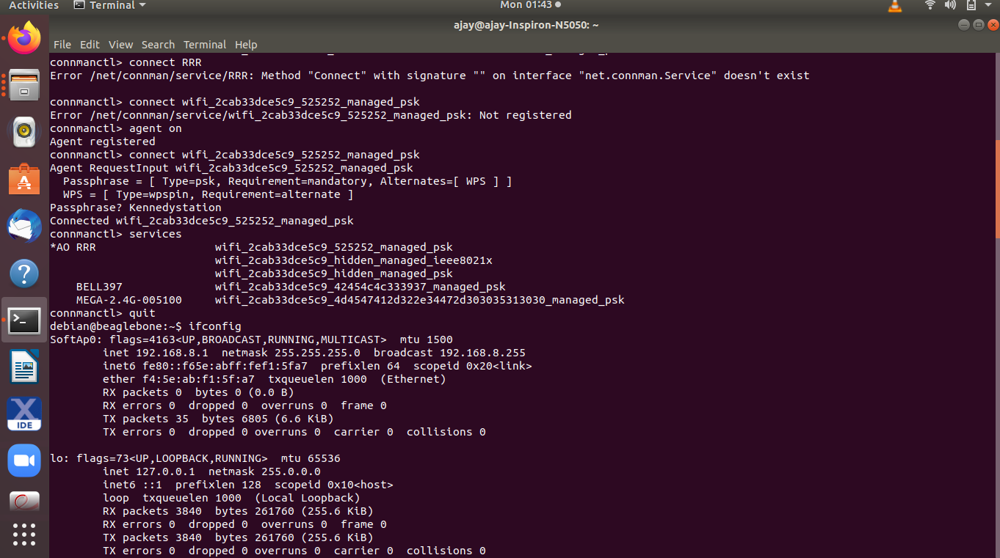 Activities Terminal Mon 01:43
ajay@ajay-Inspiron-N5050: ~
File Edit View Search Terminal Help
connmanctl> connect RRR
Error /net/connman/service/RRR: Method "Connect" with signature "" on interface "net.connman.Service" doesn't exist
connmanctl> connect wifi_2cab33dce5c9_525252_managed_psk
Error /net/connman/service/wifi_2cab33dce5c9_525252_managed_psk: Not registered
connmanctl> agent on
Agent registered
connmanctl> connect wifi_2cab33dce5c9_525252_managed_psk
Agent RequestInput wifi_2cab33dce5c9_525252_managed_psk
  Passphrase = [ Type=psk, Requirement=mandatory, Alternates=[ WPS ] ]
  WPS = [ Type=wpspin, Requirement=alternate ]
Passphrase? Kennedystation
Connected wifi_2cab33dce5c9_525252_managed_psk
connmanctl> services
*AO RRR                  wifi_2cab33dce5c9_525252_managed_psk
                         wifi_2cab33dce5c9_hidden_managed_ieee8021x
                         wifi_2cab33dce5c9_hidden_managed_psk
    BELL397              wifi_2cab33dce5c9_42454c4c333937_managed_psk
    MEGA-2.4G-005100     wifi_2cab33dce5c9_4d4547412d322e34472d303035313030_managed_psk
connmanctl> quit
debian@beaglebone:~$ ifconfig
SoftAp0: flags=4163<UP,BROADCAST,RUNNING,MULTICAST>  mtu 1500
        inet 192.168.8.1  netmask 255.255.255.0  broadcast 192.168.8.255
        inet6 fe80::f65e:abff:fef1:5fa7  prefixlen 64  scopeid 0x20<link>
        ether f4:5e:ab:f1:5f:a7  txqueuelen 1000  (Ethernet)
        RX packets 0  bytes 0 (0.0 B)
        RX errors 0  dropped 0  overruns 0  frame 0
        TX packets 35  bytes 6805 (6.6 KiB)
        TX errors 0  dropped 0 overruns 0  carrier 0  collisions 0
lo: flags=73<UP,LOOPBACK,RUNNING>  mtu 65536
        inet 127.0.0.1  netmask 255.0.0.0
        inet6 ::1  prefixlen 128  scopeid 0x10<host>
        loop  txqueuelen 1000  (Local Loopback)
        RX packets 3840  bytes 261760 (255.6 KiB)
        RX errors 0  dropped 0  overruns 0  frame 0
        TX packets 3840  bytes 261760 (255.6 KiB)
        TX errors 0  dropped 0 overruns 0  carrier 0  collisions 0
IDE